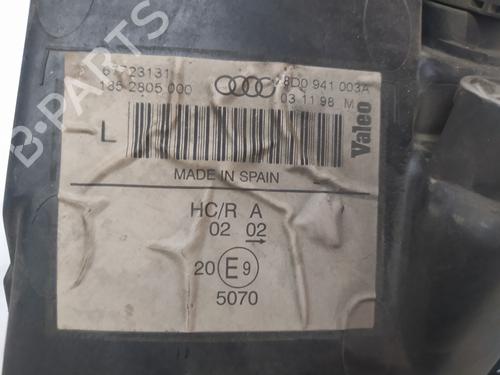 67723131
185 2805 000
8D0 941 003A
03 11 98 M
L
Valeo
MADE IN SPAIN
HC/R A
02 02
20 E 9
5070
B-PARTS